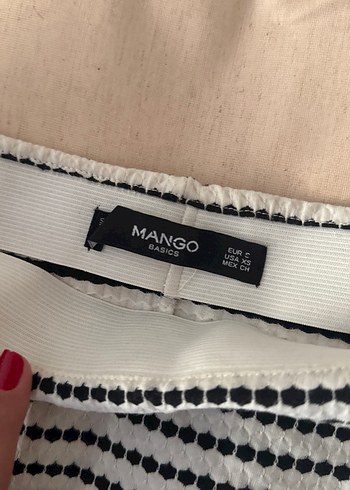 MANGO
BASICS
EUR S
USA XS
MEX CH